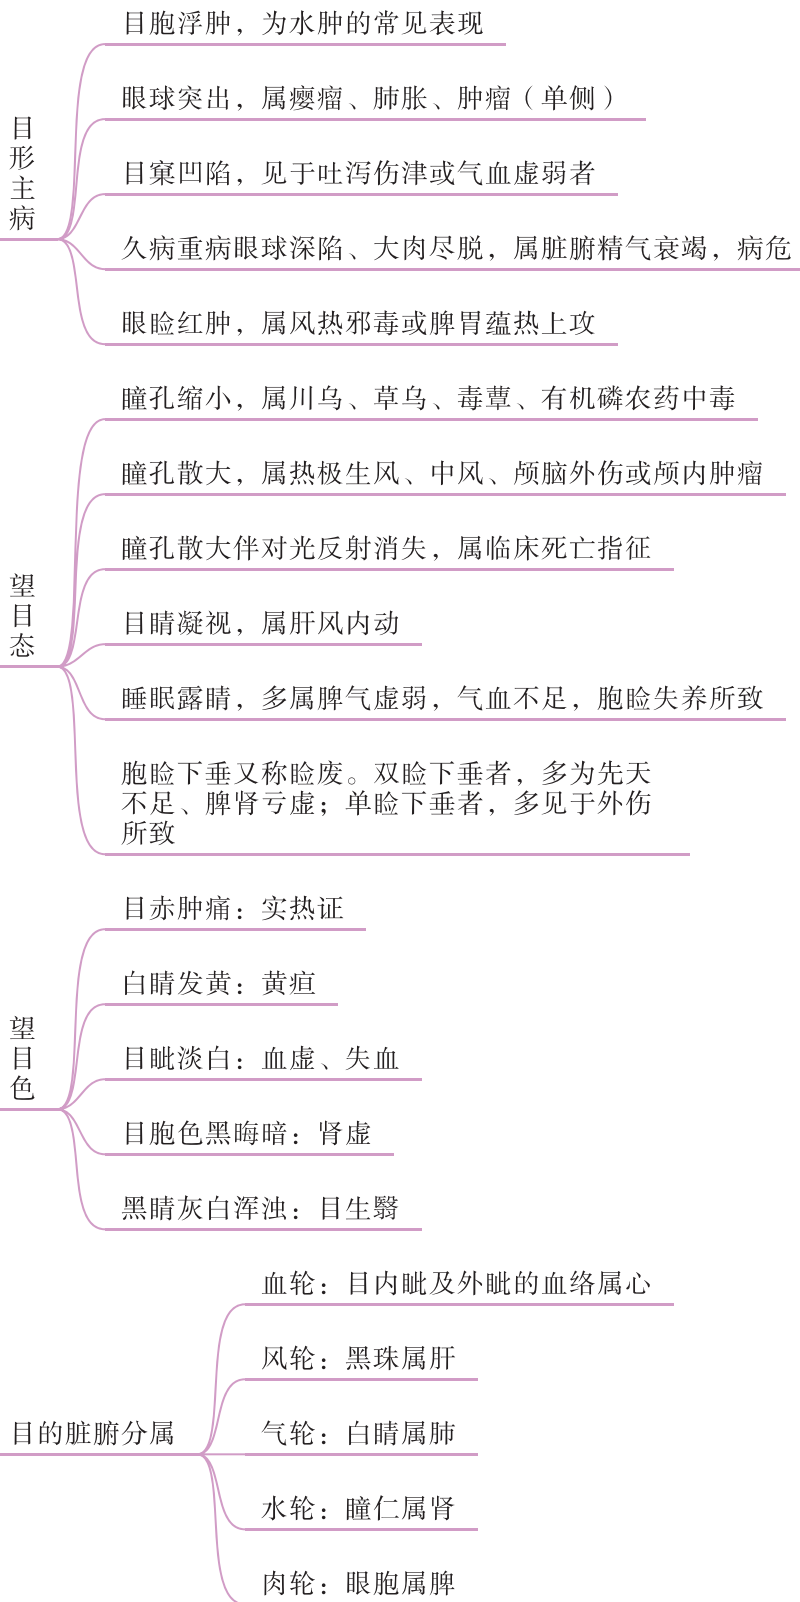 目形主病
目胞浮肿，为水肿的常见表现
眼球突出，属瘿瘤、肺胀、肿瘤（单侧）
目窠凹陷，见于吐泻伤津或气血虚弱者
久病重病眼球深陷、大肉尽脱，属脏腑精气衰竭，病危
眼睑红肿，属风热邪毒或脾胃蕴热上攻
望目态
瞳孔缩小，属川乌、草乌、毒蕈、有机磷农药中毒
瞳孔散大，属热极生风、中风、颅脑外伤或颅内肿瘤
瞳孔散大伴对光反射消失，属临床死亡指征
目睛凝视，属肝风内动
睡眠露睛，多属脾气虚弱，气血不足，胞睑失养所致
胞睑下垂又称睑废。双睑下垂者，多为先天
不足、脾肾亏虚；单睑下垂者，多见于外伤
所致
望目色
目赤肿痛：实热证
白睛发黄：黄疸
目眦淡白：血虚、失血
目胞色黑晦暗：肾虚
黑睛灰白浑浊：目生翳
目的脏腑分属
血轮：目内眦及外眦的血络属心
风轮：黑珠属肝
气轮：白睛属肺
水轮：瞳仁属肾
肉轮：眼胞属脾